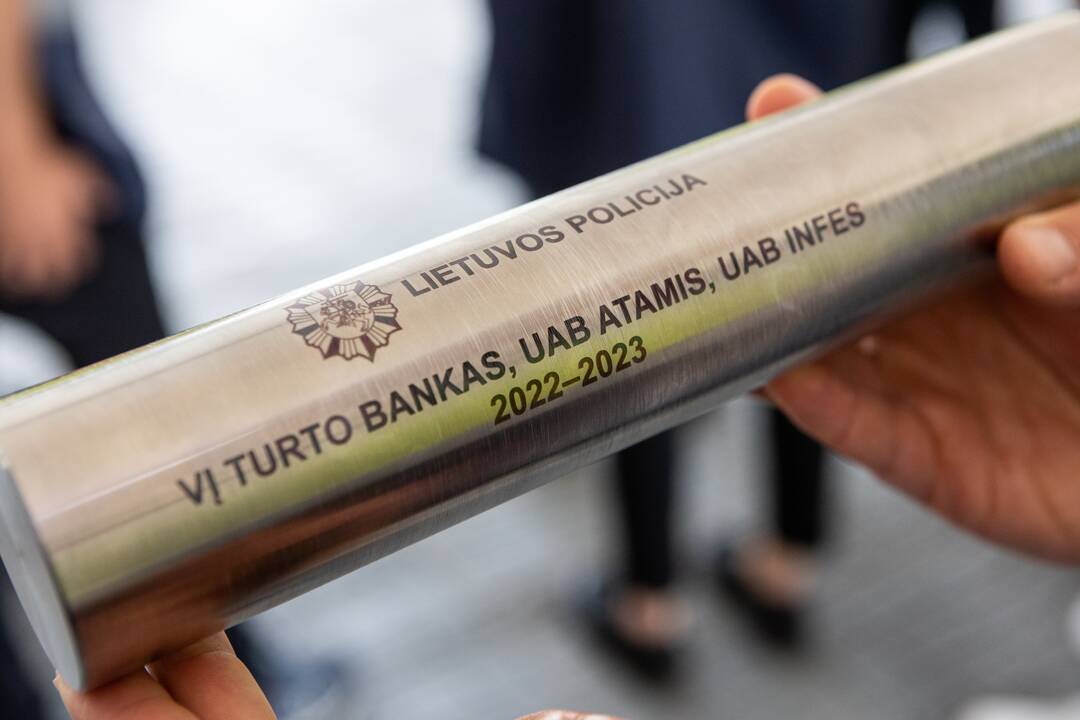 LIETUVOS POLICIJA
VĮ TURTO BANKAS, UAB ATAMIS, UAB INFES
2022–2023